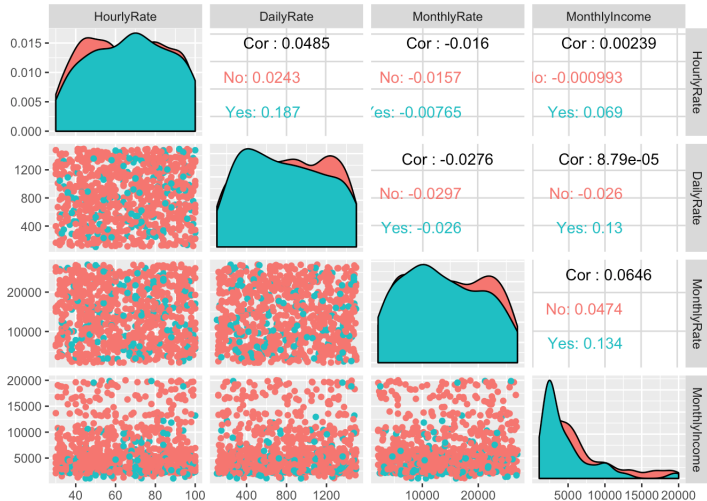 HourlyRate DailyRate MonthlyRate MonthlyIncome
0.015
0.010
0.005
0.000
Cor : 0.0485
No: 0.0243
Yes: 0.187
Cor : -0.016
No: -0.0157
Yes: -0.00765
Cor : 0.00239
No: -0.000993
Yes: 0.069
HourlyRate
1200
800
400
Cor : -0.0276
No: -0.0297
Yes: -0.026
Cor : 8.79e-05
No: -0.026
Yes: 0.13
DailyRate
20000
10000
Cor : 0.0646
No: 0.0474
Yes: 0.134
MonthlyRate
20000
15000
10000
5000
MonthlyIncome
40 60 80 100 400 800 1200 10000 20000 5000 10000 15000 20000